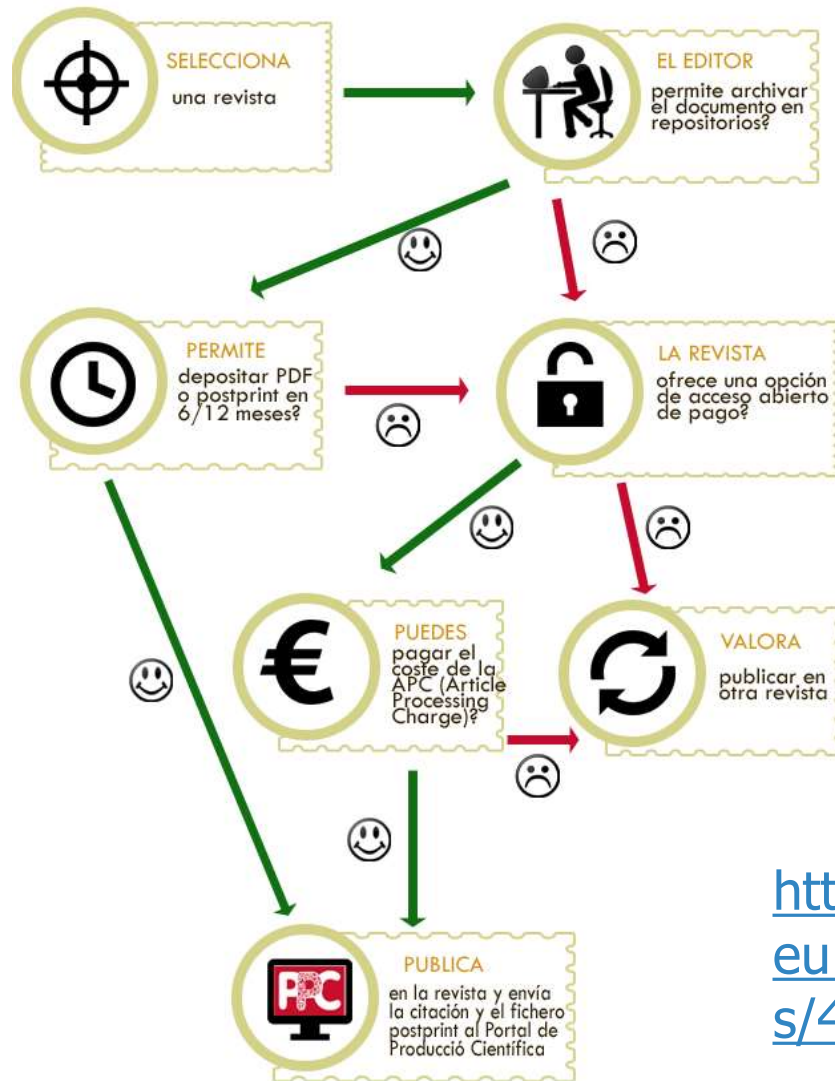 SELECCIONA
una revista
EL EDITOR
permite archivar
el documento en
repositorios?
PERMITE
depositar PDF
o postprint en
6/12 meses?
LA REVISTA
ofrece una opción
de acceso abierto
de pago?
PUEDES
pagar el
coste de la
APC (Article
Processing
Charge)?
€
VALORA
publicar en
otra revista
PUBLICA
en la revista y envía
la citación y el fichero
postprint al Portal de
Producció Científica
PPC
htt
eu
s/4